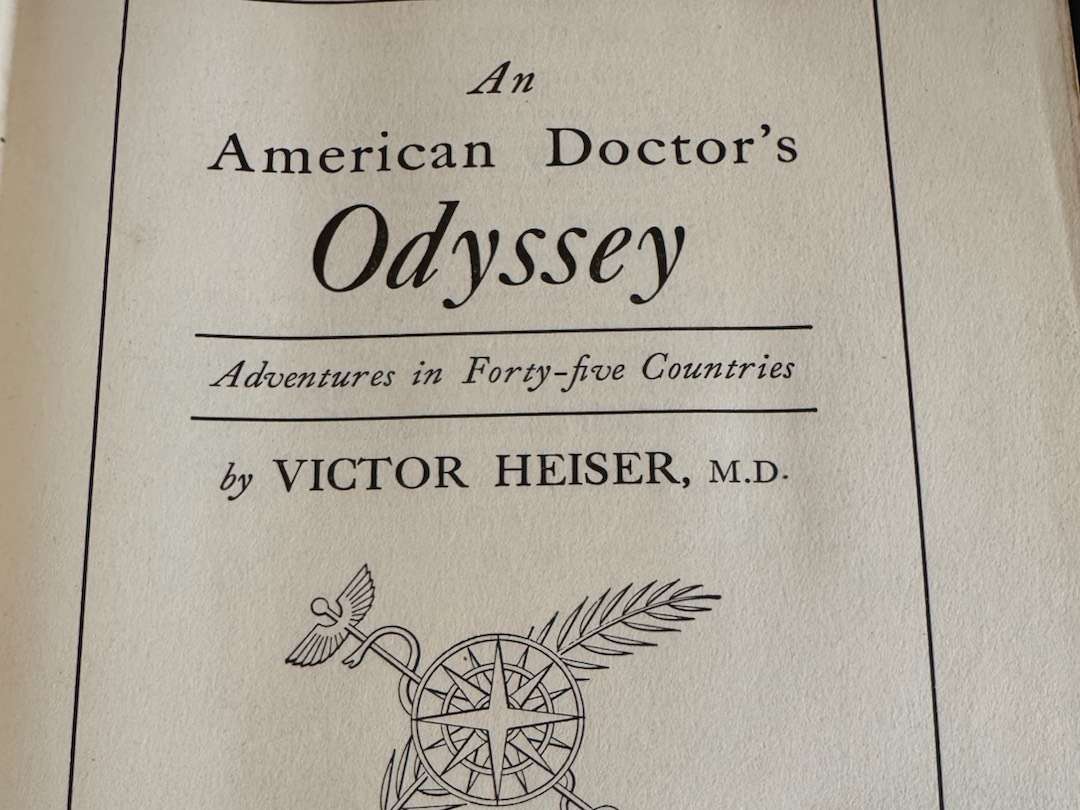 An
American Doctor’s
Odyssey
Adventures in Forty-five Countries
by VICTOR HEISER, M.D.